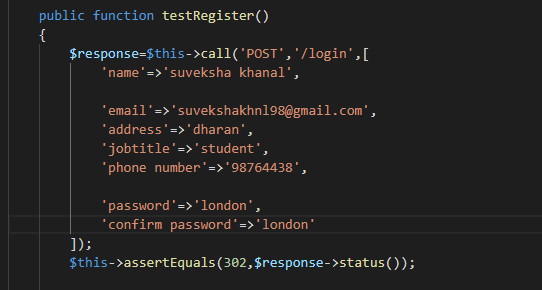 public function testRegister()
{
$response=$this->call('POST','/login',[
'name'=>'suveksha khanal',
'email'=>'suvekshakhnl98@gmail.com',
'address'=>'dharan',
'jobtitle'=>'student',
'phone number'=>'98764438',
'password'=>'london',
'confirm password'=>'london'
]);
$this->assertEquals(302,$response->status());